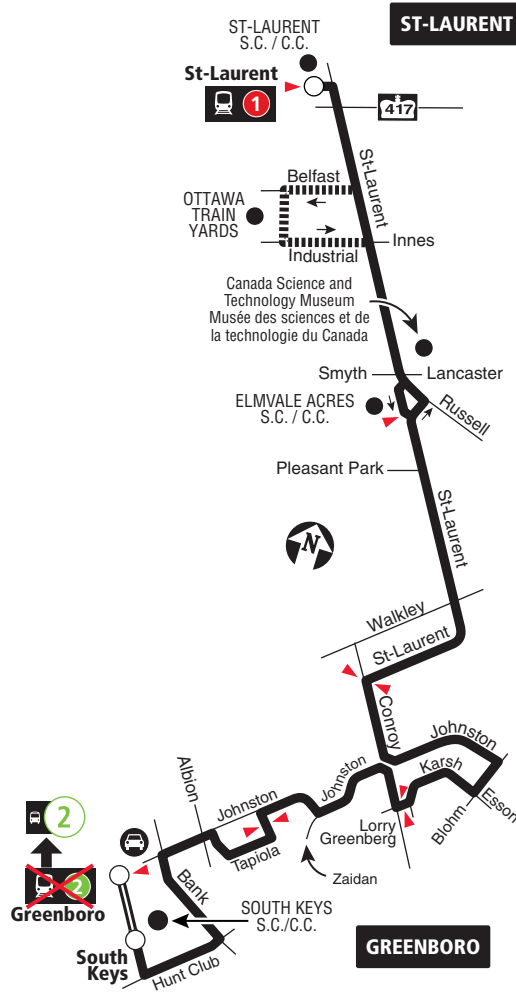 ST-LAURENT
ST-LAURENT
S.C. / C.C.
St-Laurent
1
417
St-Laurent
Belfast
OTTAWA
TRAIN
YARDS
Innes
Industrial
Canada Science and
Technology Museum
Musée des sciences et de
la technologie du Canada
Smyth
Lancaster
ELMVALE ACRES
S.C. / C.C.
Russell
Pleasant Park
St-Laurent
N
Walkley
St-Laurent
Conroy
Johnston
Karsh
Esson
Blohm
Lorry
Greenberg
Johnston
Albion
Johnston
Tapiola
Zaidan
2
2
Greenboro
Bank
SOUTH KEYS
S.C./C.C.
South
Keys
Hunt Club
GREENBORO